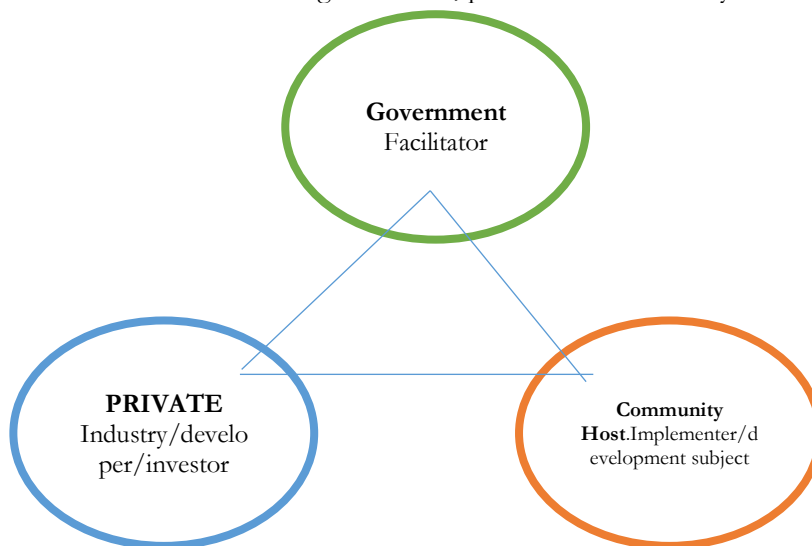 Government
Facilitator
PRIVATE
Industry/develo
per/investor
Community
Host.Implementer/d
evelopment subject